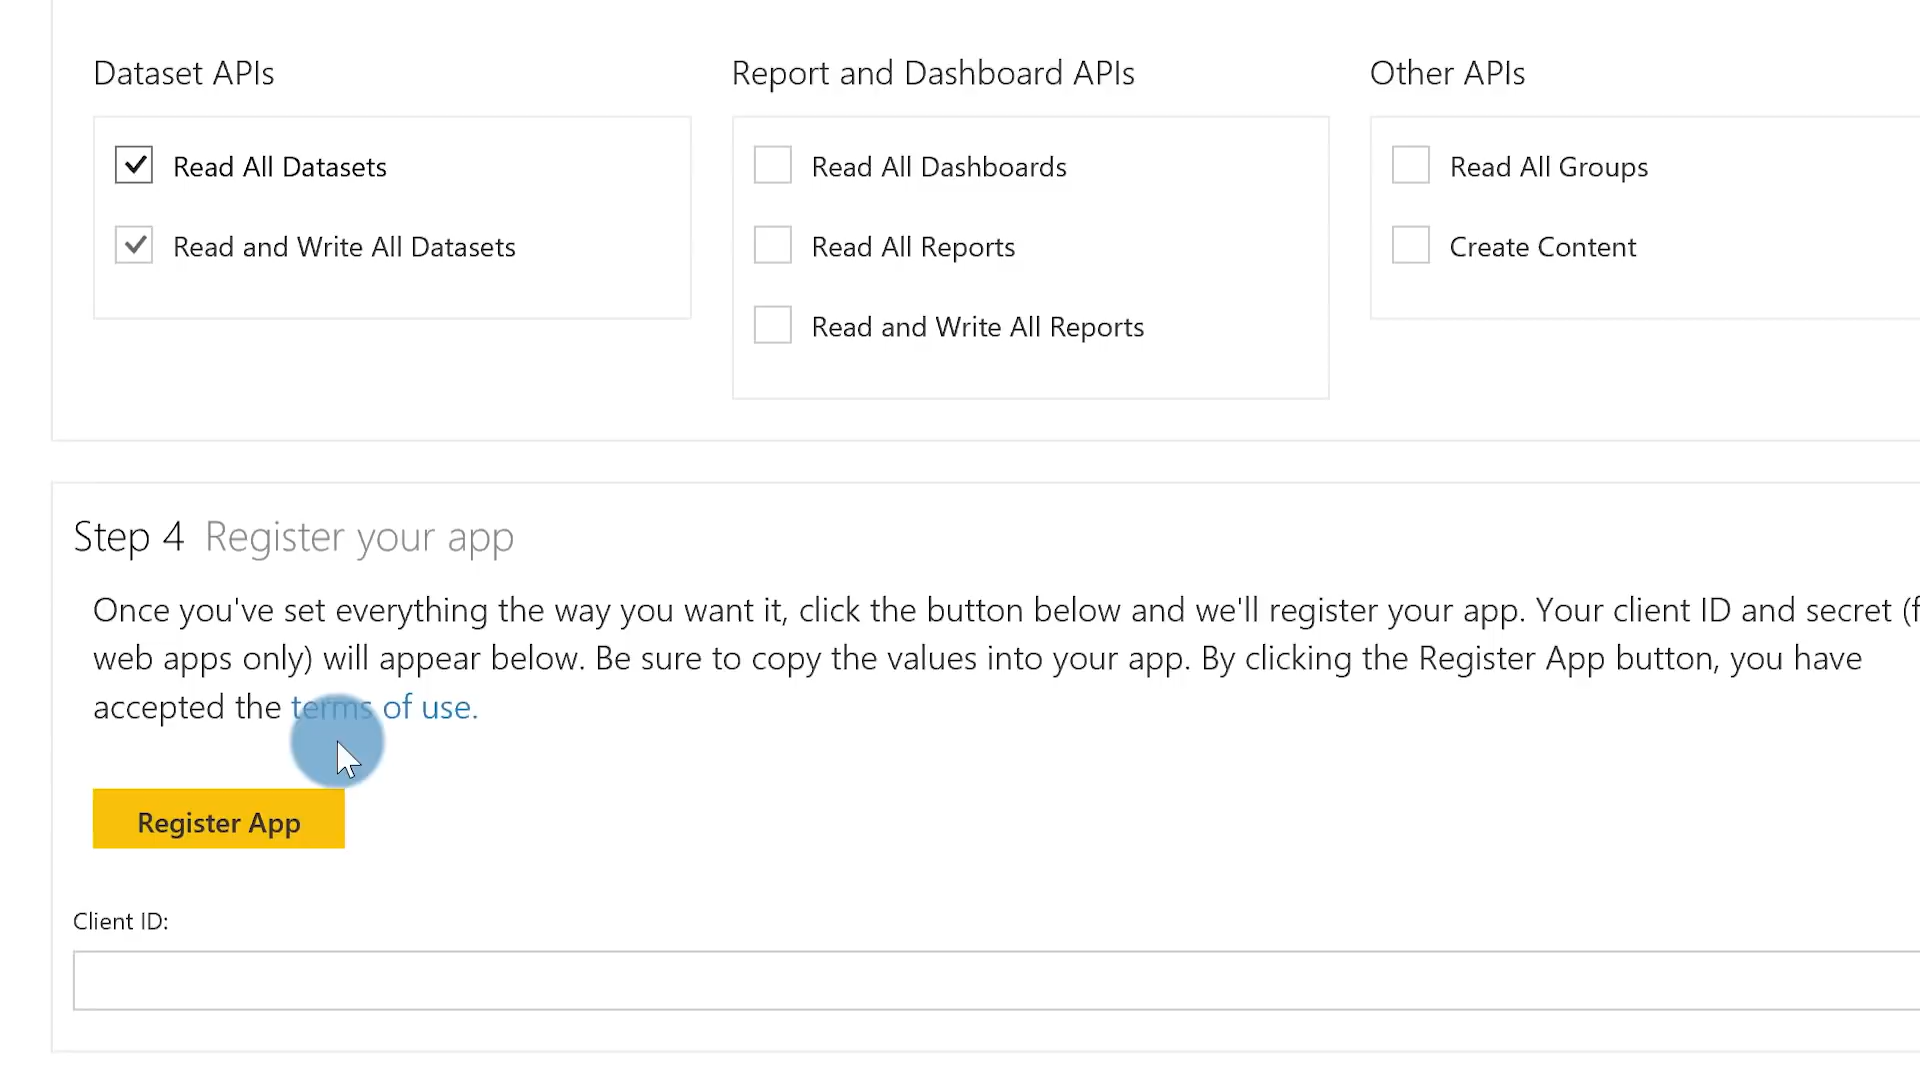 Dataset APIs
Report and Dashboard APIs
Other APIs
Read All Datasets
Read and Write All Datasets
Read All Dashboards
Read All Reports
Read and Write All Reports
Read All Groups
Create Content
Step 4 Register your app
Once you've set everything the way you want it, click the button below and we'll register your app. Your client ID and secret (f
web apps only) will appear below. Be sure to copy the values into your app. By clicking the Register App button, you have
accepted the terms of use.
Register App
Client ID: